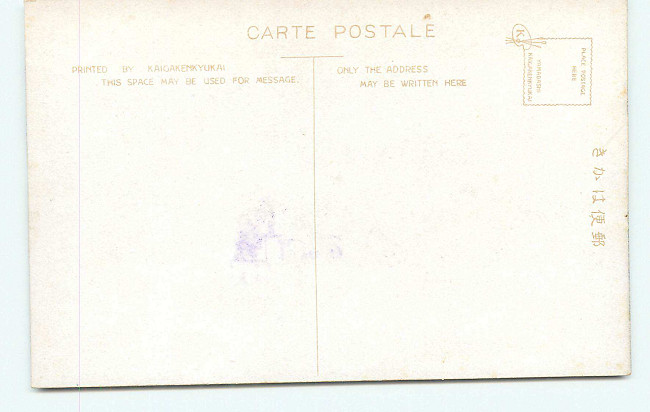 CARTE POSTALE
PRINTED BY KAIGAKENKYUKAI
THIS SPACE MAY BE USED FOR MESSAGE.
ONLY THE ADDRESS
MAY BE WRITTEN HERE
K
PLACE POSTAGE
HERE
KAIGAKENKYUKAI
きかは便郵